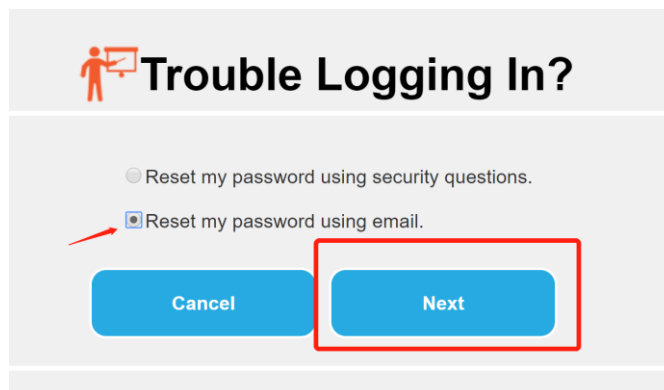 Trouble Logging In?
Reset my password using security questions.
Reset my password using email.
Cancel
Next